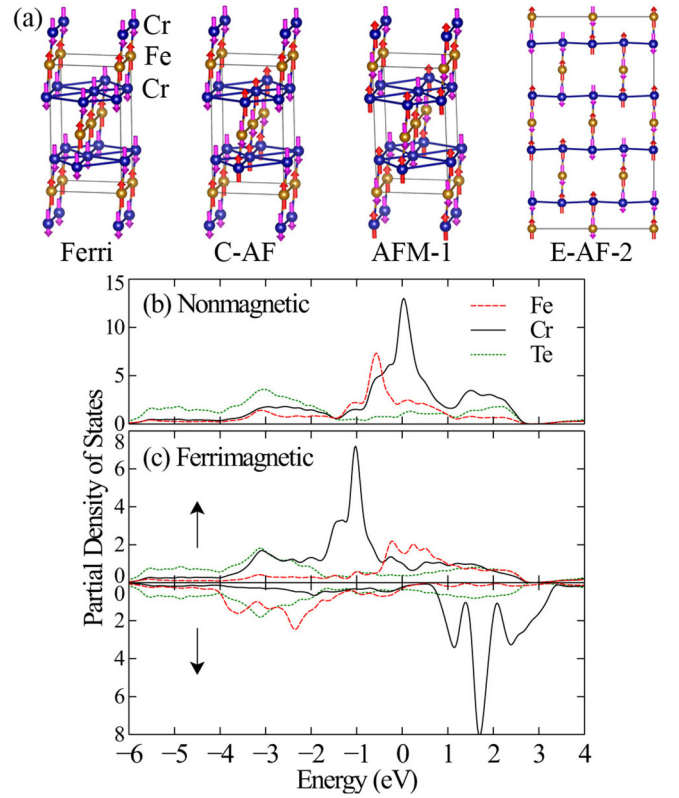 (a)
Cr
Fe
Cr
Ferri C-AF AFM-1 E-AF-2
15
(b) Nonmagnetic
Fe
Cr
Te
10
5
0
8
(c) Ferrimagnetic
6
4
2
0
0
2
4
6
8
Partial Density of States
−6 −5 −4 −3 −2 −1 0 1 2 3 4
Energy (eV)